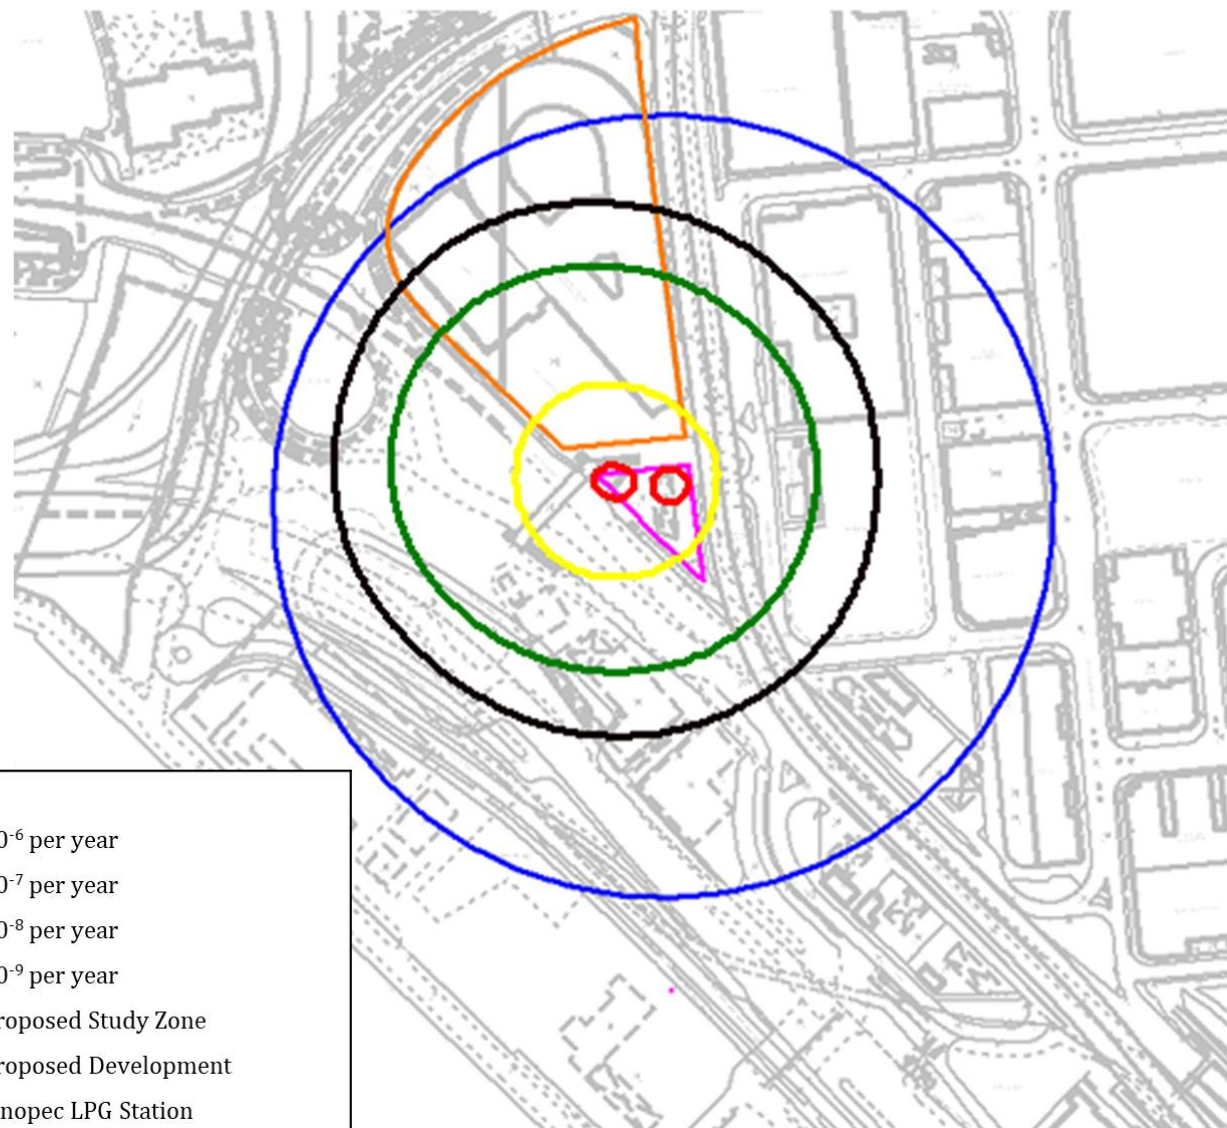 0-6 per year
0-7 per year
0-8 per year
0-9 per year
roposed Study Zone
roposed Development
nopec LPG Station